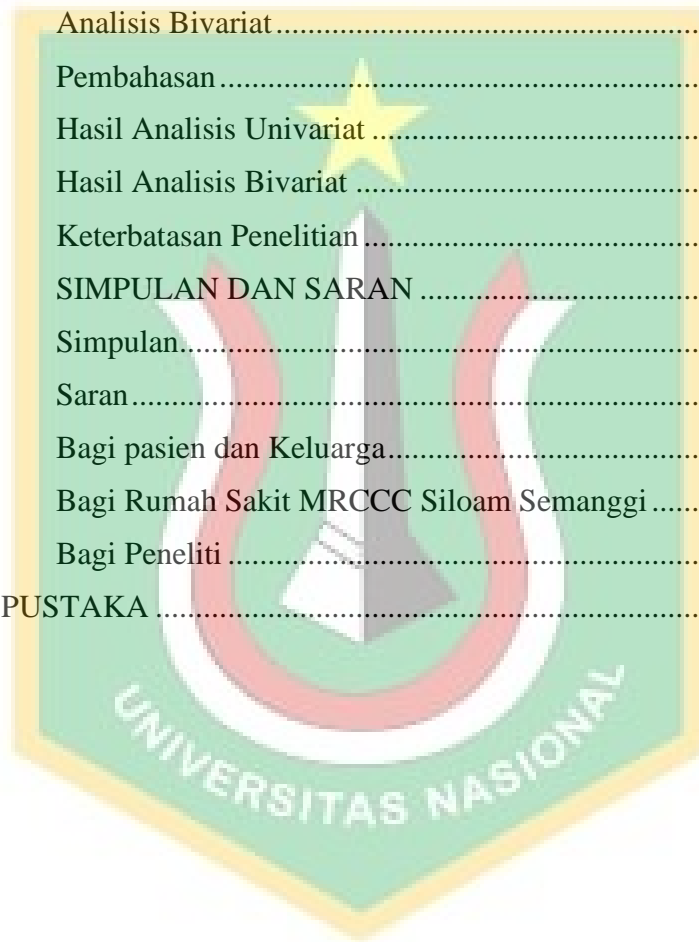 Analisis Bivariat......................................................
Pembahasan.............................................................
Hasil Analisis Univariat ..........................................
Hasil Analisis Bivariat ............................................
Keterbatasan Penelitian ...........................................
SIMPULAN DAN SARAN ....................................
Simpulan..................................................................
Saran........................................................................
Bagi pasien dan Keluarga........................................
Bagi Rumah Sakit MRCCC Siloam Semanggi ......
Bagi Peneliti ............................................................
PUSTAKA ....................................................................
UNIVERSITAS NASIONAL